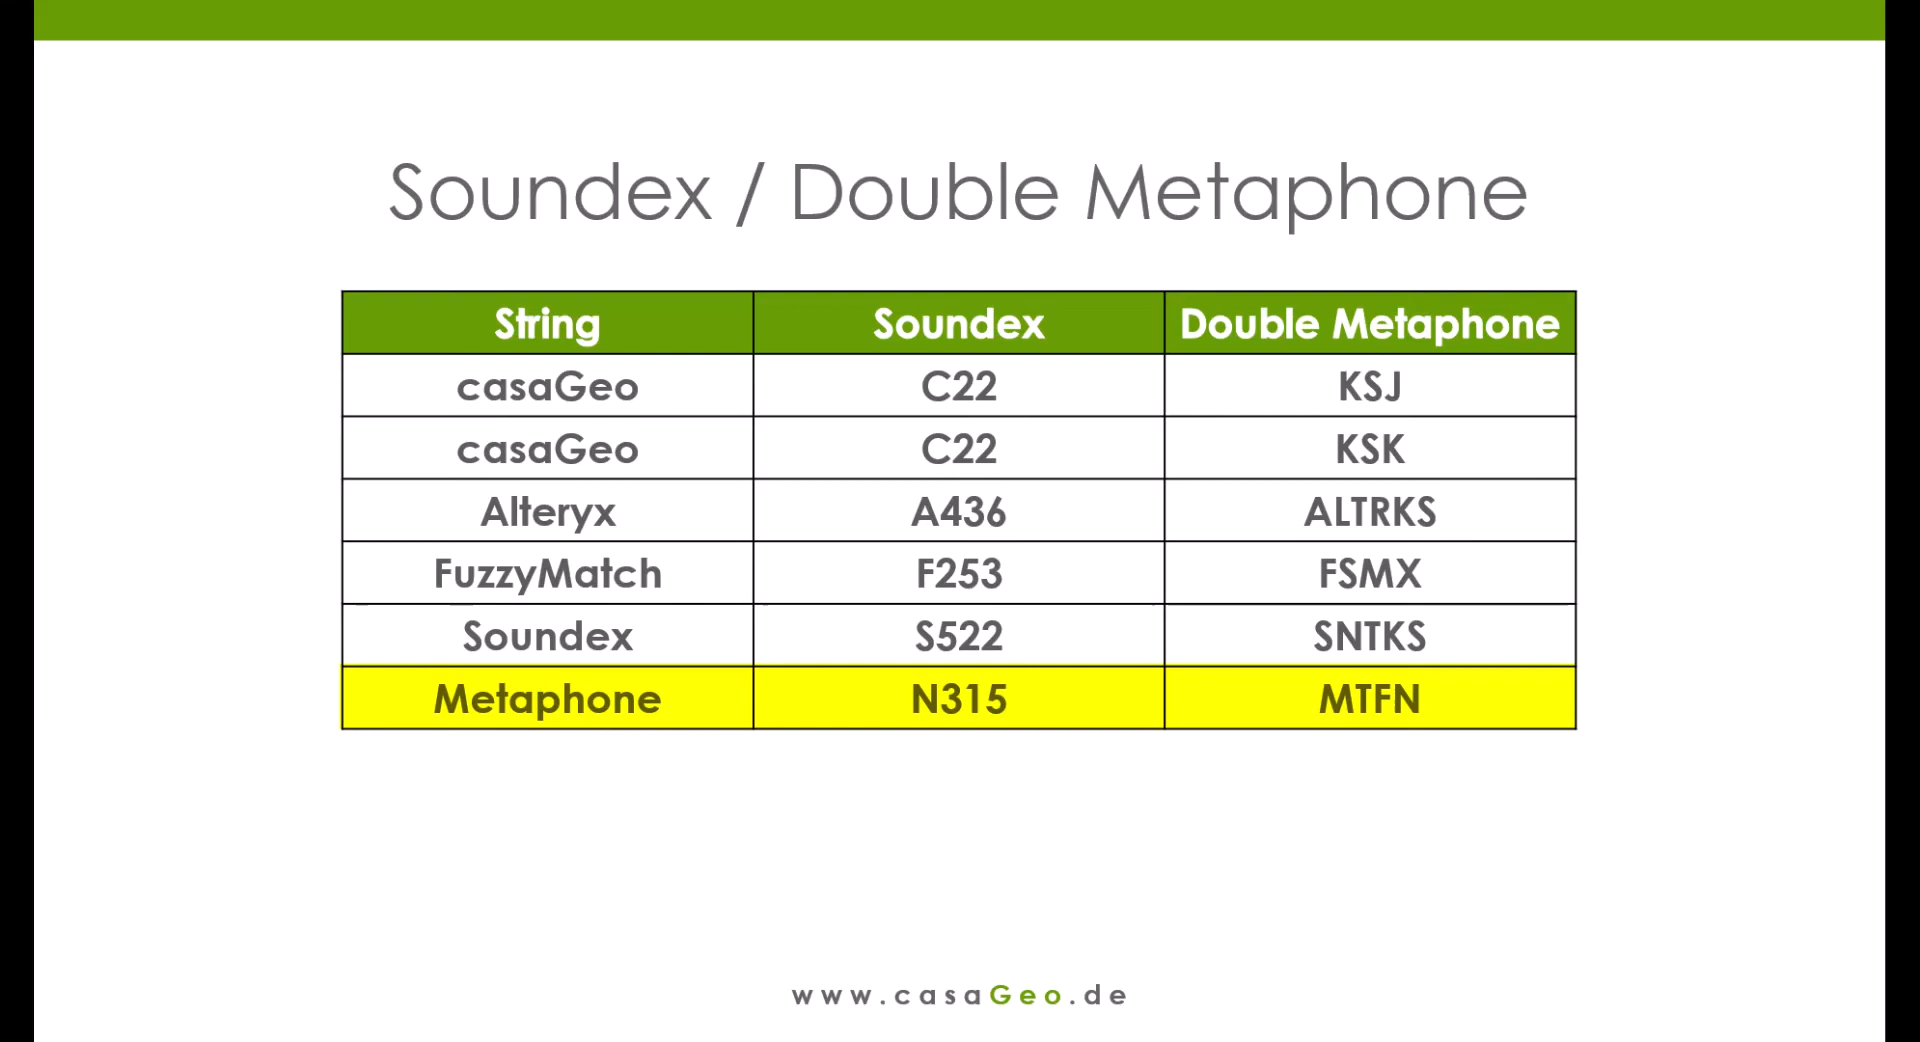 Soundex / Double Metaphone
String Soundex Double Metaphone
casaGeo C22 KSJ
casaGeo C22 KSK
Alteryx A436 ALTRKS
FuzzyMatch F253 FSMX
Soundex S522 SNTKS
Metaphone N315 MTFN
www.casaGeo.de